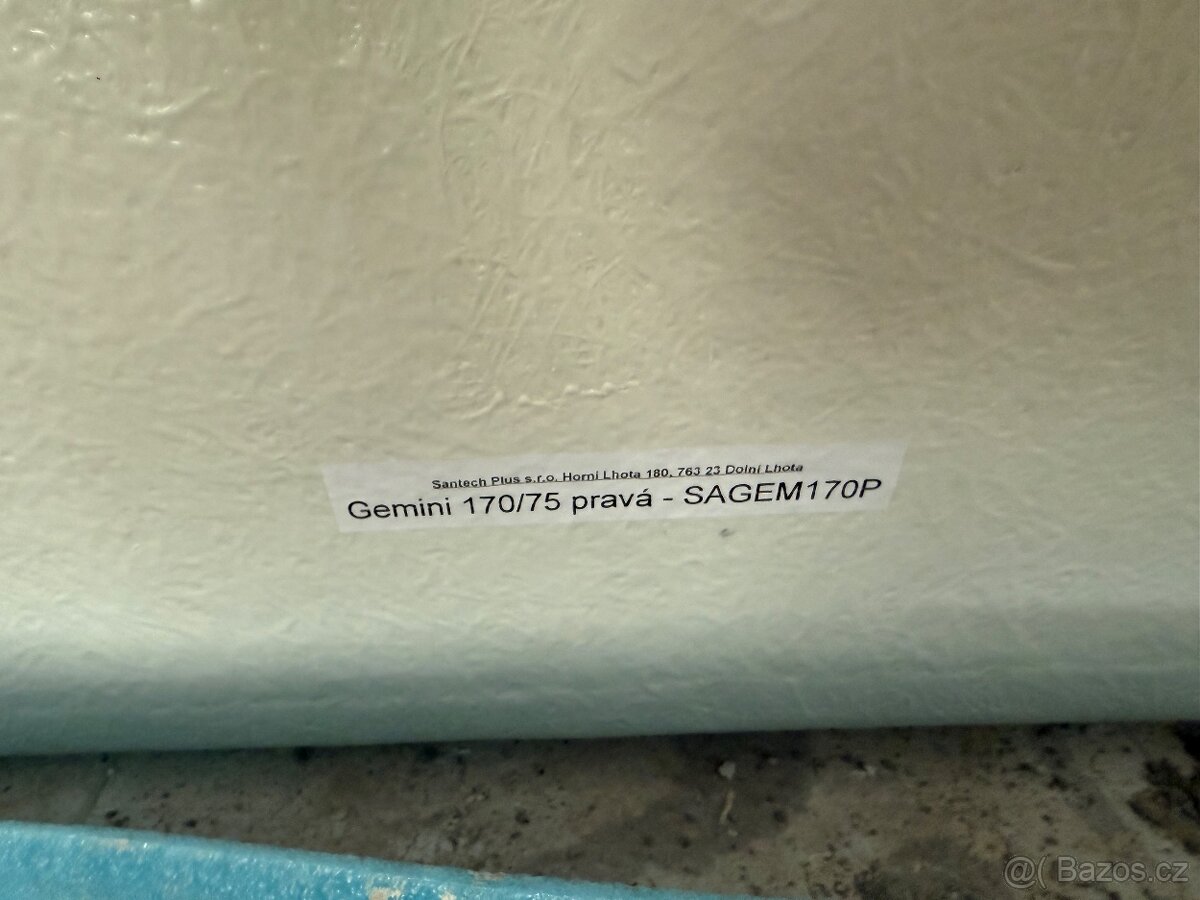 Santech Plus s.r.o. Horní Lhota 180, 763 23 Dolní Lhota
Gemini 170/75 pravá - SAGEM170P
@( Bazos.cz